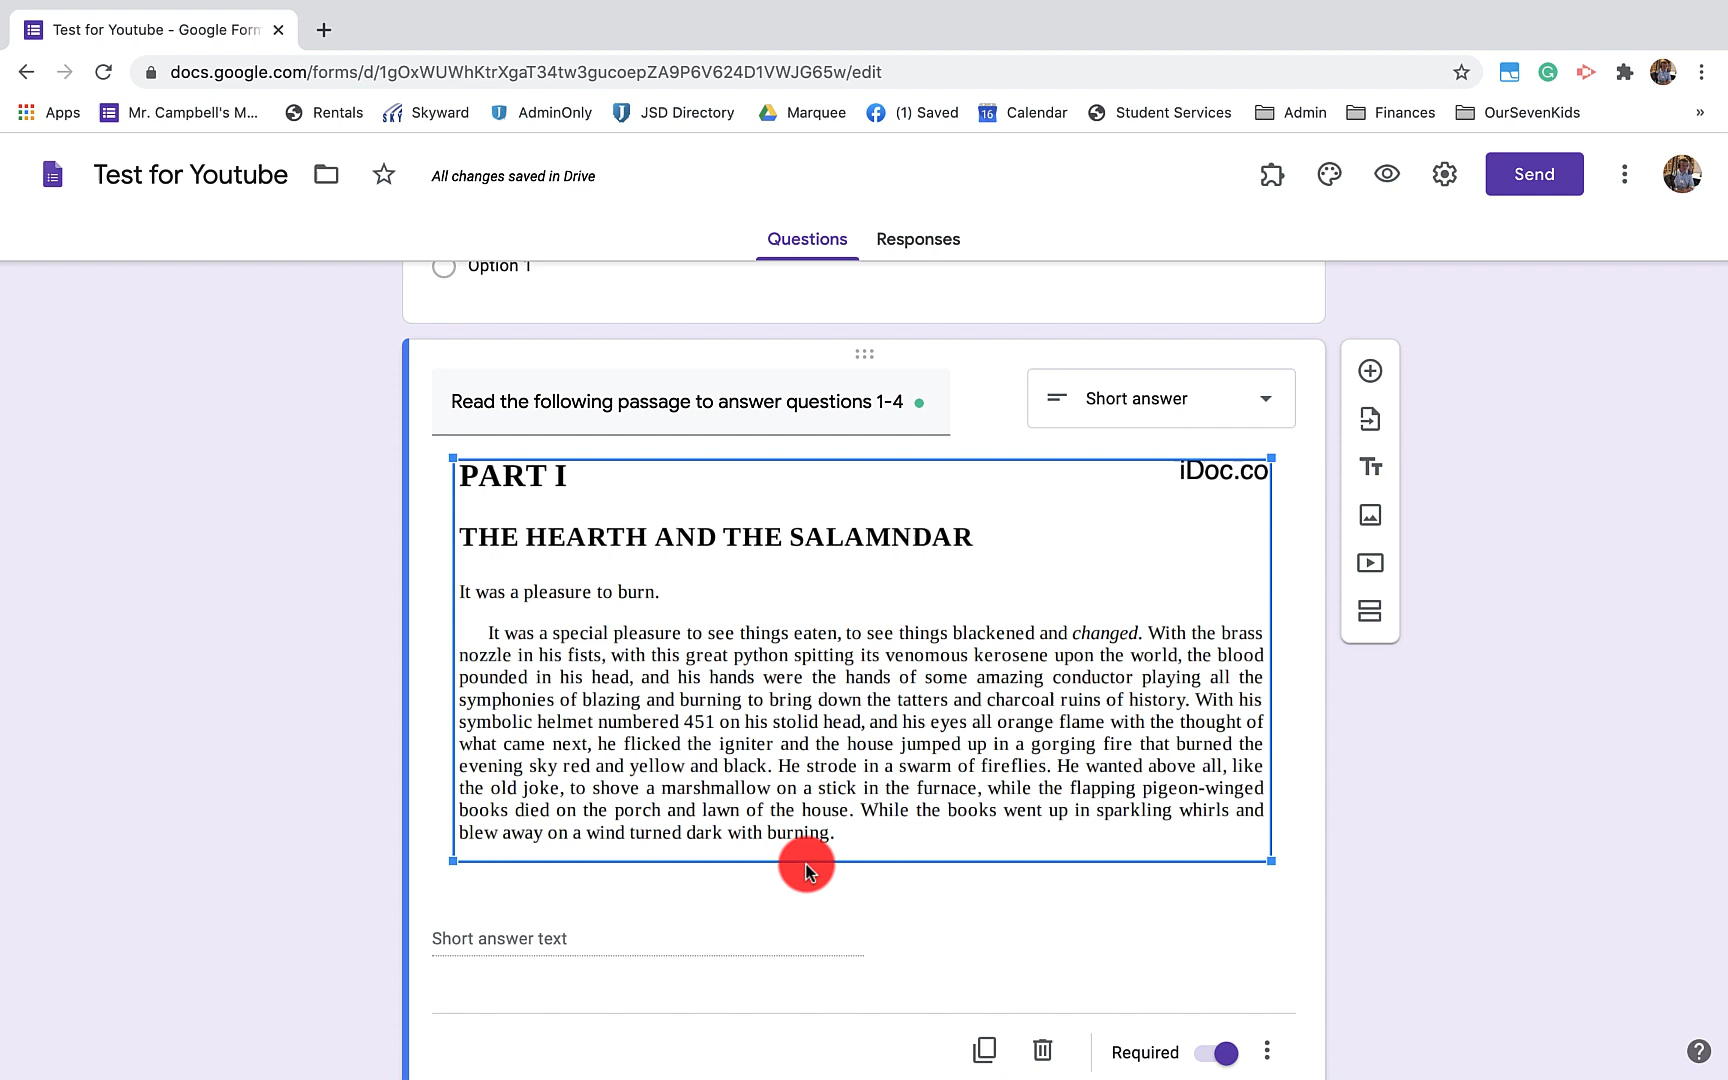 Test for Youtube - Google Form
docs.google.com/forms/d/1gOxWUWhKtrXgaT34tw3gucoepZA9P6V624D1VWJG65w/edit
Apps Mr. Campbell's M... Rentals Skyward AdminOnly JSD Directory Marquee (1) Saved 16 Calendar Student Services Admin Finances OurSevenKids »
Test for Youtube All changes saved in Drive Send
Questions Responses
Option 1
Read the following passage to answer questions 1-4 Short answer
PART I iDoc.co
THE HEARTH AND THE SALAMNDAR
It was a pleasure to burn.
It was a special pleasure to see things eaten, to see things blackened and changed. With the brass
nozzle in his fists, with this great python spitting its venomous kerosene upon the world, the blood
pounded in his head, and his hands were the hands of some amazing conductor playing all the
symphonies of blazing and burning to bring down the tatters and charcoal ruins of history. With his
symbolic helmet numbered 451 on his stolid head, and his eyes all orange flame with the thought of
what came next, he flicked the igniter and the house jumped up in a gorging fire that burned the
evening sky red and yellow and black. He strode in a swarm of fireflies. He wanted above all, like
the old joke, to shove a marshmallow on a stick in the furnace, while the flapping pigeon-winged
books died on the porch and lawn of the house. While the books went up in sparkling whirls and
blew away on a wind turned dark with burning.
Short answer text
Required